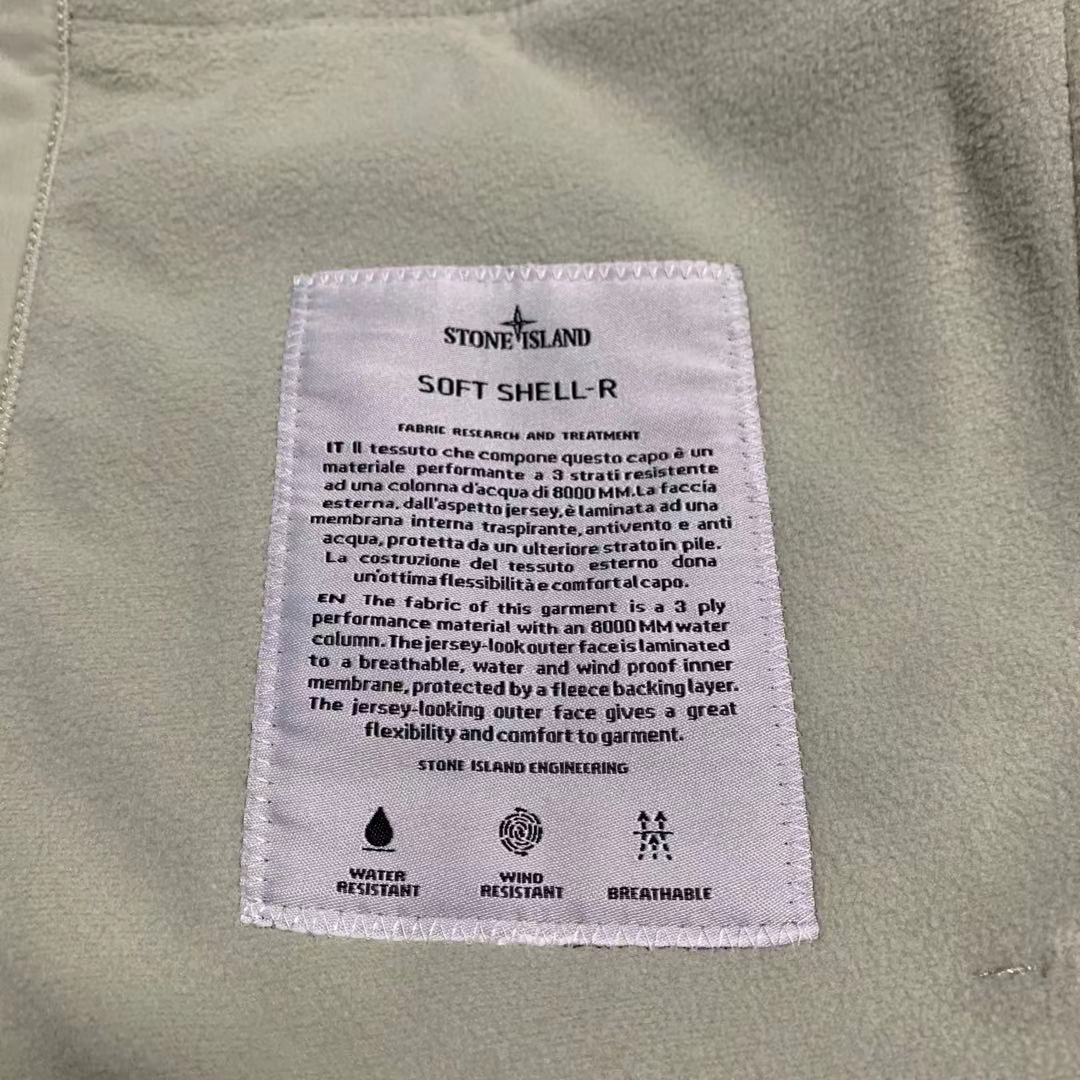 STONE ISLAND
SOFT SHELL-R
FABRIC RESEARCH AND TREATMENT
IT Il tessuto che compone questo capo è un
materiale performante a 3 strati resistente
ad una colonna d'acqua di 8000 MM.La faccia
esterna, dall'aspetto jersey, è laminata ad una
membrana interna traspirante, antivento e anti
acqua, protetta da un ulteriore strato in pile.
La costruzione del tessuto esterno dona
un'ottima flessibilità e comfort al capo.
EN The fabric of this garment is a 3 ply
performance material with an 8000 MM water
column. The jersey-look outer face is laminated
to a breathable, water and wind proof inner
membrane, protected by a fleece backing layer.
The jersey-looking outer face gives a great
flexibility and comfort to garment.
STONE ISLAND ENGINEERING
WATER
RESISTANT
WIND
RESISTANT
BREATHABLE